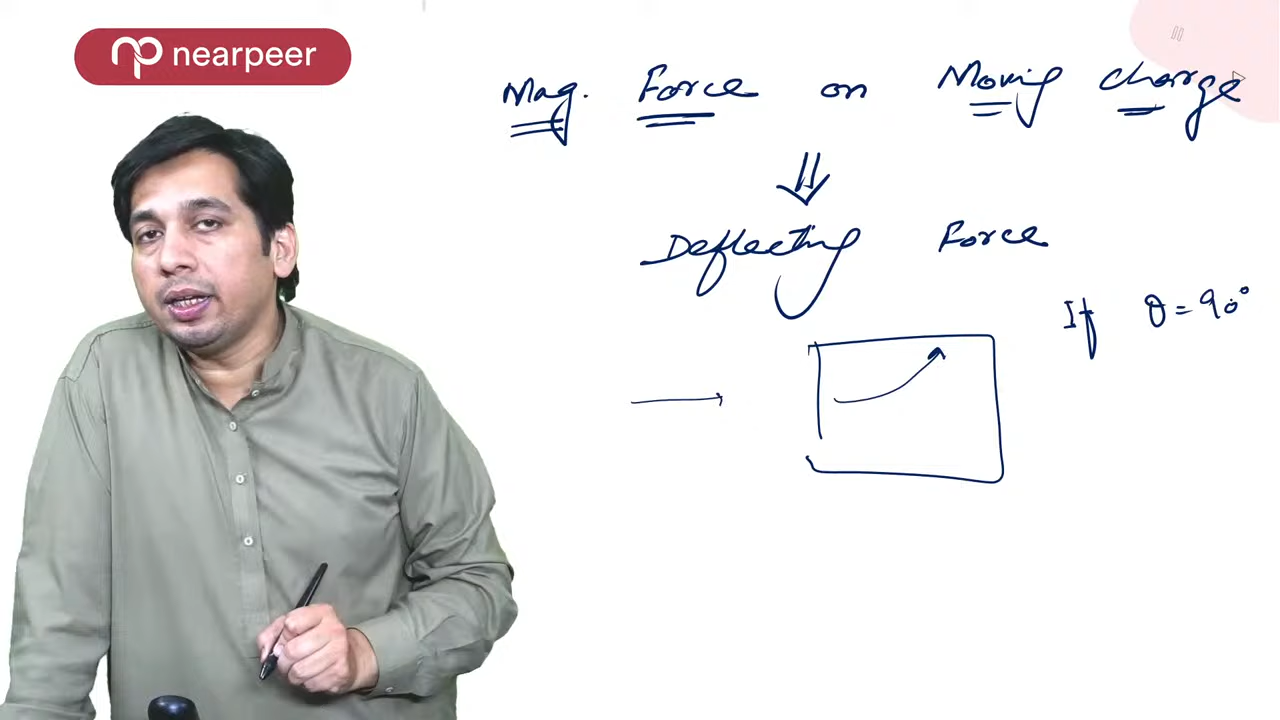 nearpeer
Mag. Force on Moving charge
⇓
Deflecting Force
If θ = 90°